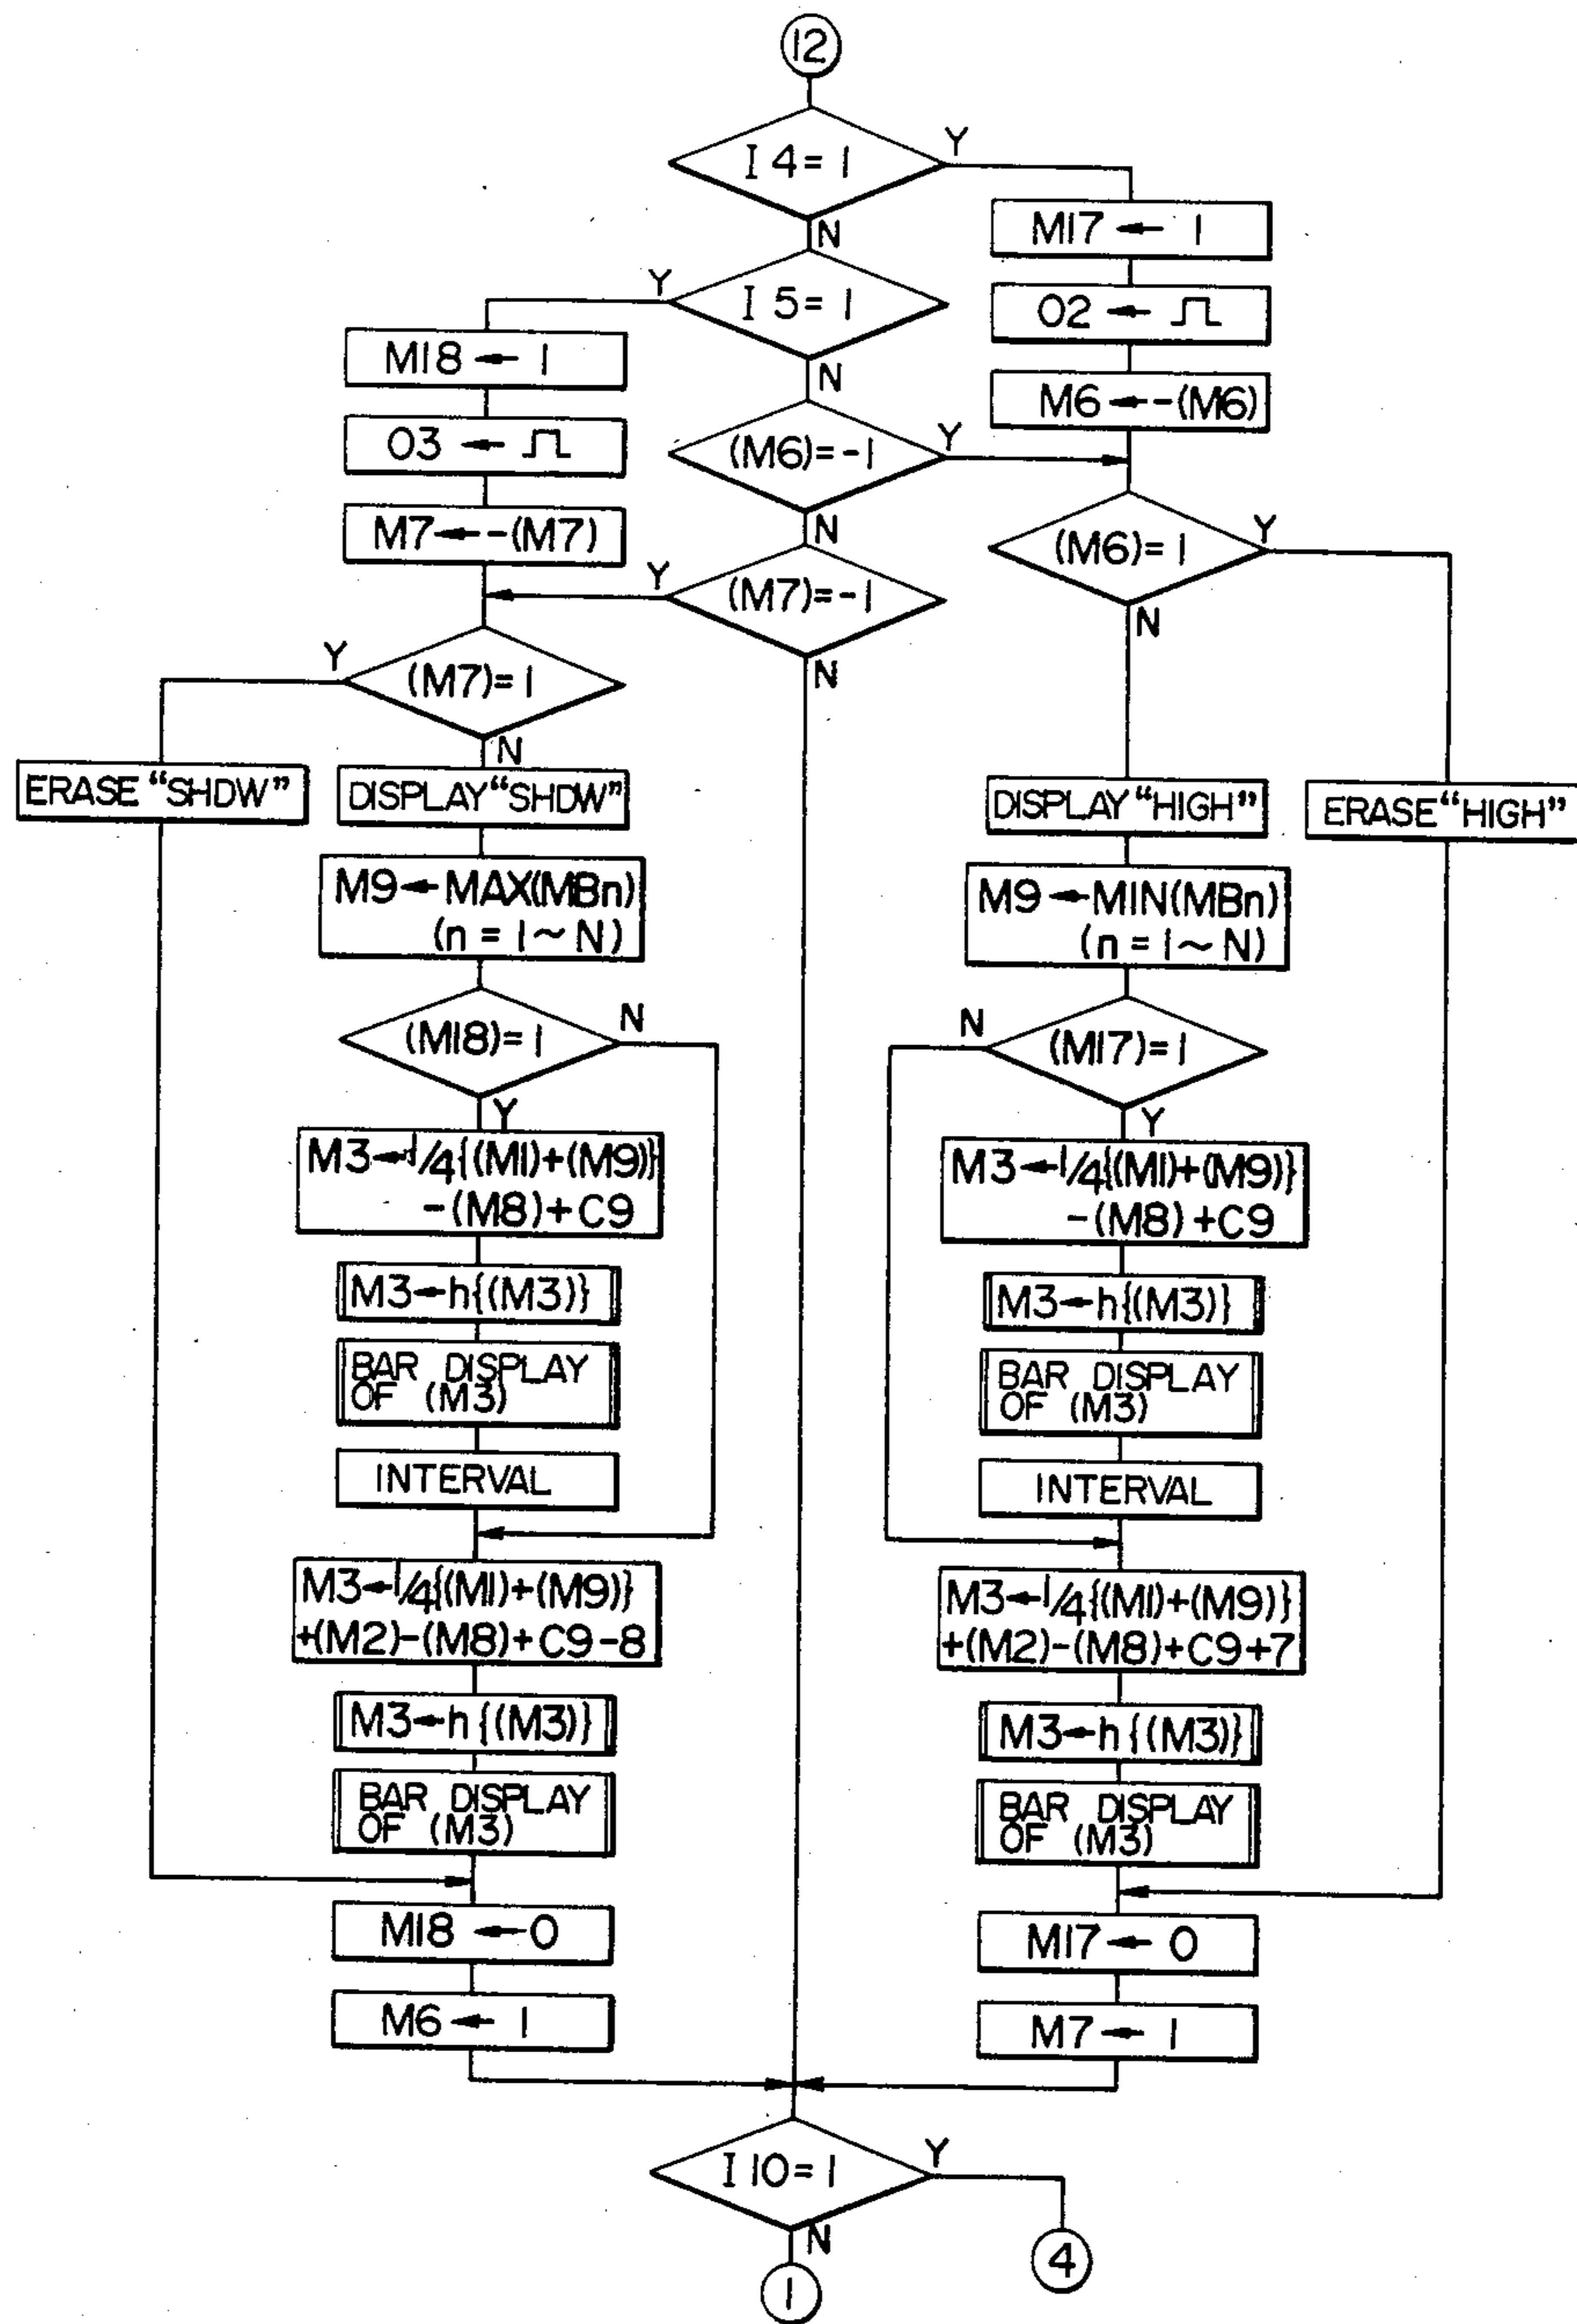 12
I4=1
Y
N
M17←1
I5=1
Y
N
O2←⎍
M18←1
M6←-(M6)
O3←⎍
(M6)=-1
Y
N
M7←-(M7)
(M6)=1
Y
N
(M7)=-1
Y
N
(M7)=1
Y
N
ERASE "SHDW"
DISPLAY "SHDW"
DISPLAY "HIGH"
ERASE "HIGH"
M9←MAX(MBn)
(n=1~N)
M9←MIN(MBn)
(n=1~N)
(M18)=1
N
Y
(M17)=1
N
Y
M3←1/4{(M1)+(M9)}
-(M8)+C9
M3←1/4{(M1)+(M9)}
-(M8)+C9
M3←h{(M3)}
M3←h{(M3)}
BAR DISPLAY
OF (M3)
BAR DISPLAY
OF (M3)
INTERVAL
INTERVAL
M3←1/4{(M1)+(M9)}
+(M2)-(M8)+C9-8
M3←1/4{(M1)+(M9)}
+(M2)-(M8)+C9+7
M3←h{(M3)}
M3←h{(M3)}
BAR DISPLAY
OF (M3)
BAR DISPLAY
OF (M3)
M18←0
M17←0
M6←1
M7←1
I10=1
Y
N
4
1